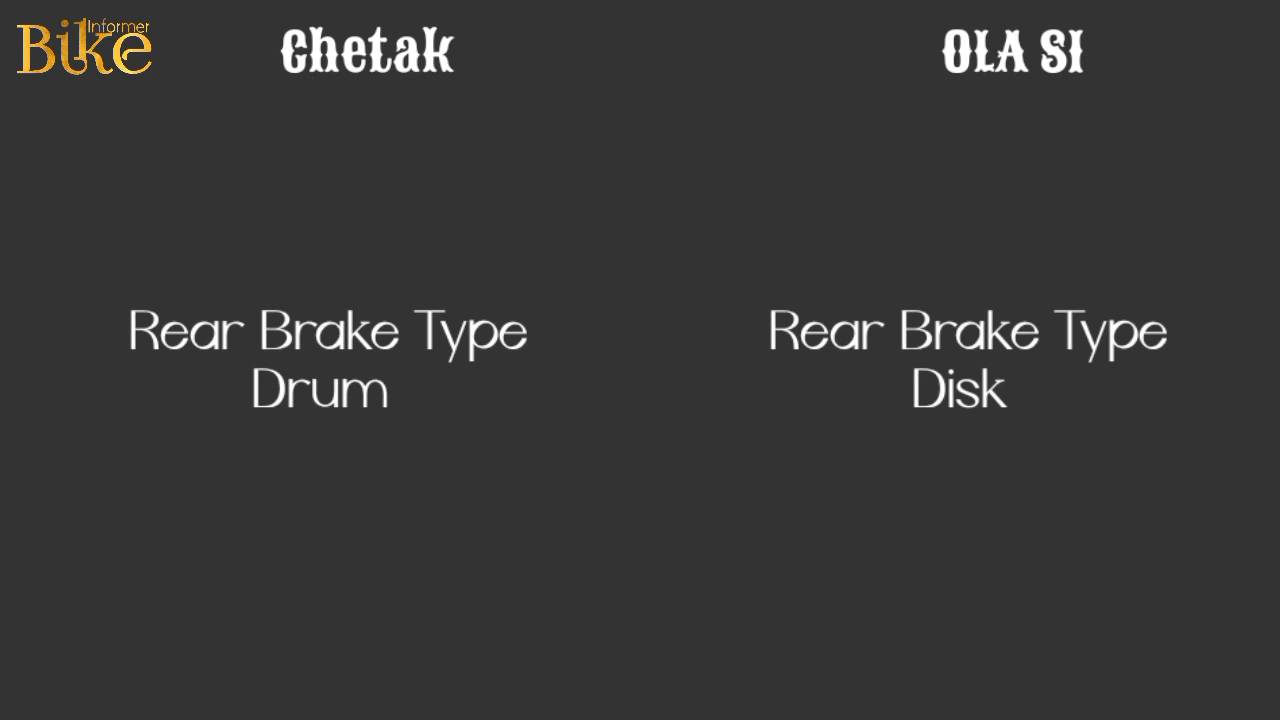 Informer
Bike
Chetak
OLA S1
Rear Brake Type
Drum
Rear Brake Type
Disk